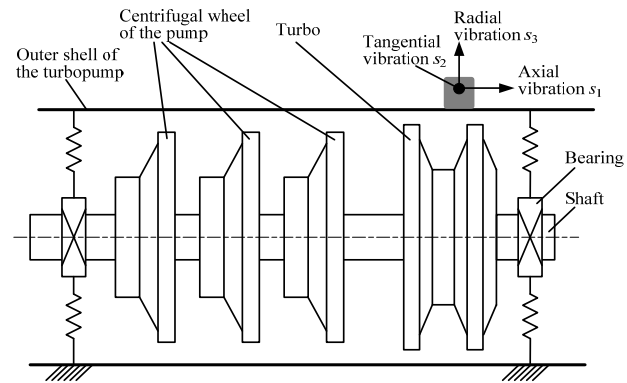 Centrifugal wheel
of the pump
Turbo
Radial
vibration s3
Tangential
vibration s2
Axial
vibration s1
Outer shell of
the turbopump
Bearing
Shaft